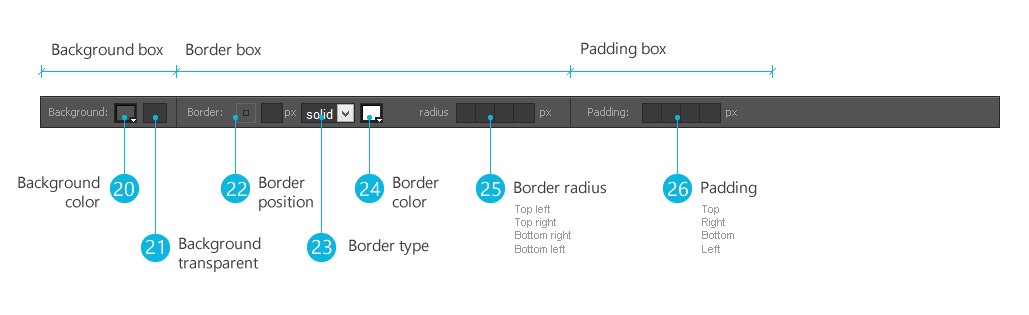 Background box
Border box
Padding box
Background:
Border:
px
solid
radius
px
Padding:
px
Background
color
20
22
Border
position
24
Border
color
25
Border radius
Top left
Top right
Bottom right
Bottom left
26
Padding
Top
Right
Bottom
Left
21
Background
transparent
23
Border type